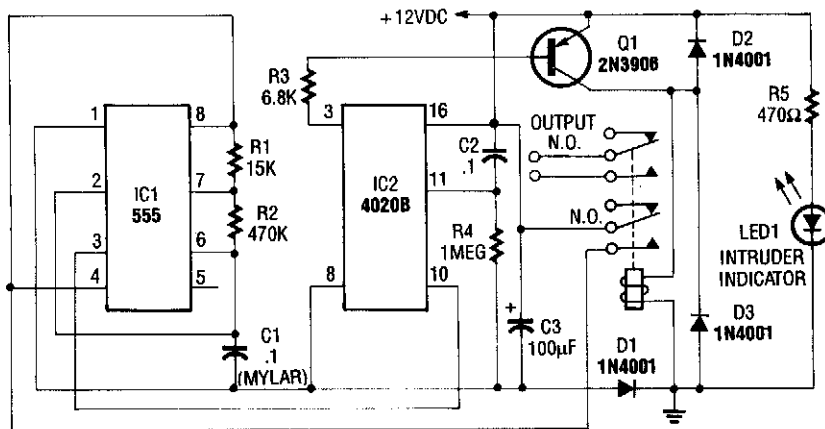 +12VDC
Q1
2N3906
D2
1N4001
R3
6.8K
R5
470Ω
1
8
3
16
OUTPUT
N.O.
R1
15K
C2
.1
2
7
IC1
555
IC2
4020B
11
R2
470K
N.O.
3
6
R4
1MEG
LED1
INTRUDER
INDICATOR
4
5
8
10
C1
.1
(MYLAR)
+
C3
100µF
D1
1N4001
D3
1N4001